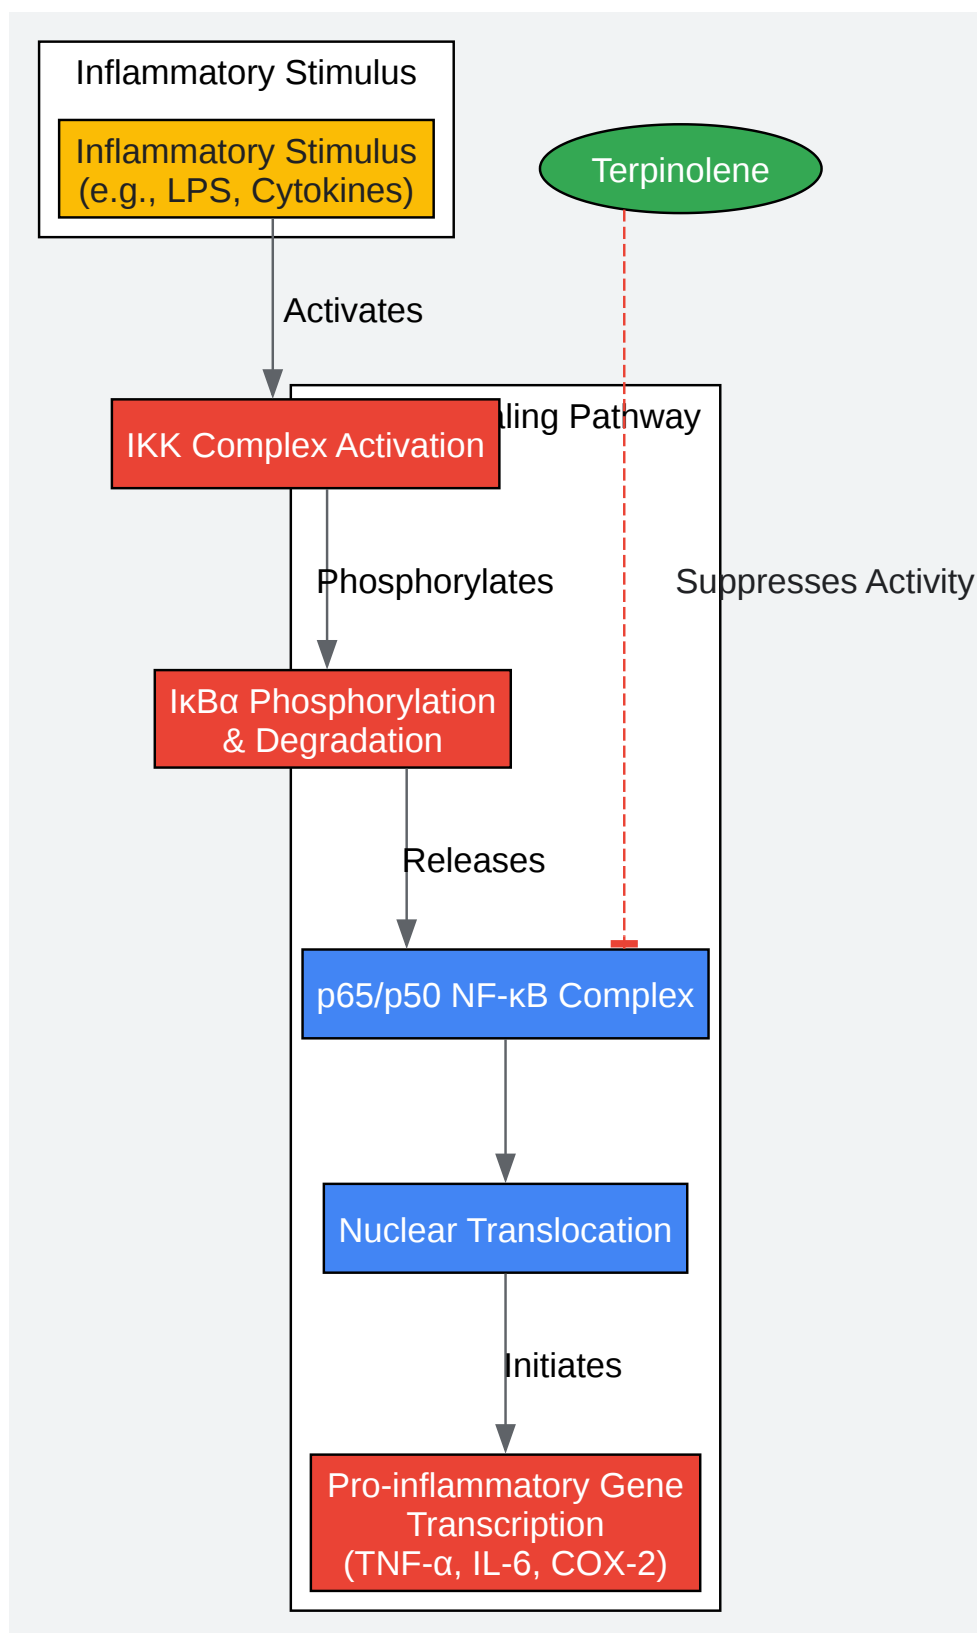 Inflammatory Stimulus
Inflammatory Stimulus
(e.g., LPS, Cytokines)
Terpinolene
Activates
Pathway
IKK Complex Activation
Phosphorylates
Suppresses Activity
IκBα Phosphorylation
& Degradation
Releases
p65/p50 NF-κB Complex
Nuclear Translocation
Initiates
Pro-inflammatory Gene
Transcription
(TNF-α, IL-6, COX-2)